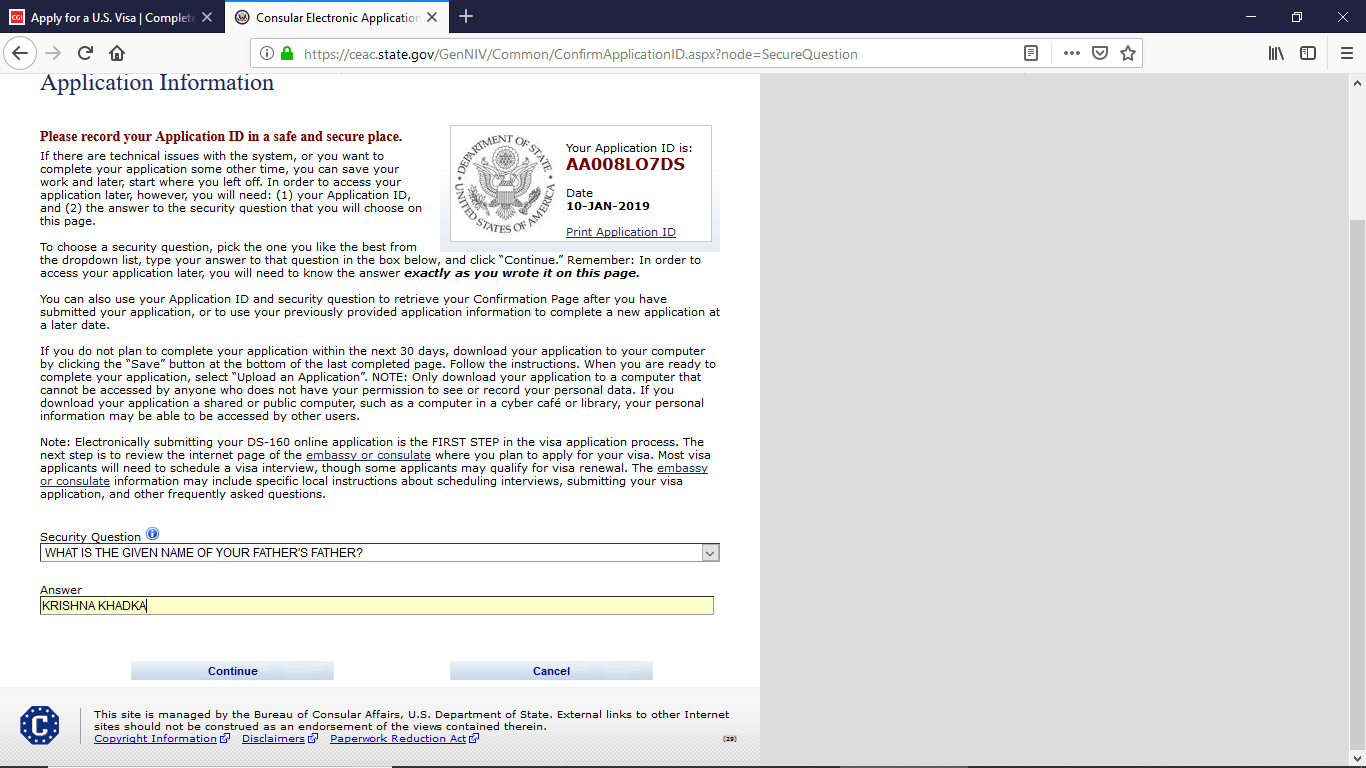 CGI Apply for a U.S. Visa | Complete
Consular Electronic Application
https://ceac.state.gov/GenNIV/Common/ConfirmApplicationID.aspx?node=SecureQuestion
Application Information
Please record your Application ID in a safe and secure place.
If there are technical issues with the system, or you want to
complete your application some other time, you can save your
work and later, start where you left off. In order to access your
application later, however, you will need: (1) your Application ID,
and (2) the answer to the security question that you will choose on
this page.
DEPARTMENT OF STATE
UNITED STATES OF AMERICA
Your Application ID is:
AA008LO7DS
Date
10-JAN-2019
Print Application ID
To choose a security question, pick the one you like the best from
the dropdown list, type your answer to that question in the box below, and click “Continue.” Remember: In order to
access your application later, you will need to know the answer exactly as you wrote it on this page.
You can also use your Application ID and security question to retrieve your Confirmation Page after you have
submitted your application, or to use your previously provided application information to complete a new application at
a later date.
If you do not plan to complete your application within the next 30 days, download your application to your computer
by clicking the “Save” button at the bottom of the last completed page. Follow the instructions. When you are ready to
complete your application, select “Upload an Application”. NOTE: Only download your application to a computer that
cannot be accessed by anyone who does not have your permission to see or record your personal data. If you
download your application a shared or public computer, such as a computer in a cyber café or library, your personal
information may be able to be accessed by other users.
Note: Electronically submitting your DS-160 online application is the FIRST STEP in the visa application process. The
next step is to review the internet page of the embassy or consulate where you plan to apply for your visa. Most visa
applicants will need to schedule a visa interview, though some applicants may qualify for visa renewal. The embassy
or consulate information may include specific local instructions about scheduling interviews, submitting your visa
application, and other frequently asked questions.
Security Question
WHAT IS THE GIVEN NAME OF YOUR FATHER'S FATHER?
Answer
KRISHNA KHADKA
Continue
Cancel
C
This site is managed by the Bureau of Consular Affairs, U.S. Department of State. External links to other Internet
sites should not be construed as an endorsement of the views contained therein.
Copyright Information Disclaimers Paperwork Reduction Act
(29)